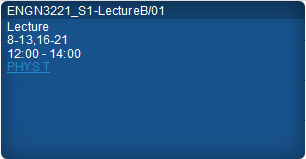 ENGN3221_S1-LectureB/01
Lecture
8-13,16-21
12:00 - 14:00
PHYS T